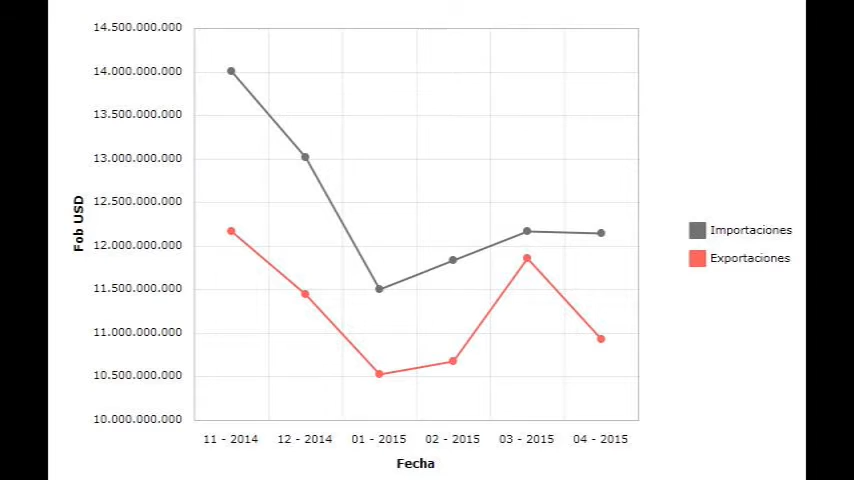 14.500.000.000
14.000.000.000
13.500.000.000
13.000.000.000
12.500.000.000
12.000.000.000
11.500.000.000
11.000.000.000
10.500.000.000
10.000.000.000
Fob USD
11 - 2014 12 - 2014 01 - 2015 02 - 2015 03 - 2015 04 - 2015
Fecha
Importaciones
Exportaciones